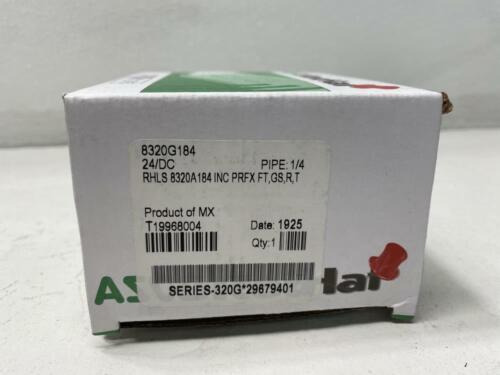 8320G184
24/DC PIPE: 1/4
RHLS 8320A184 INC PRFX FT,GS,R,T
Product of MX
T19968004 Date: 1925
Qty:1
AS
SERIES-320G*29679401